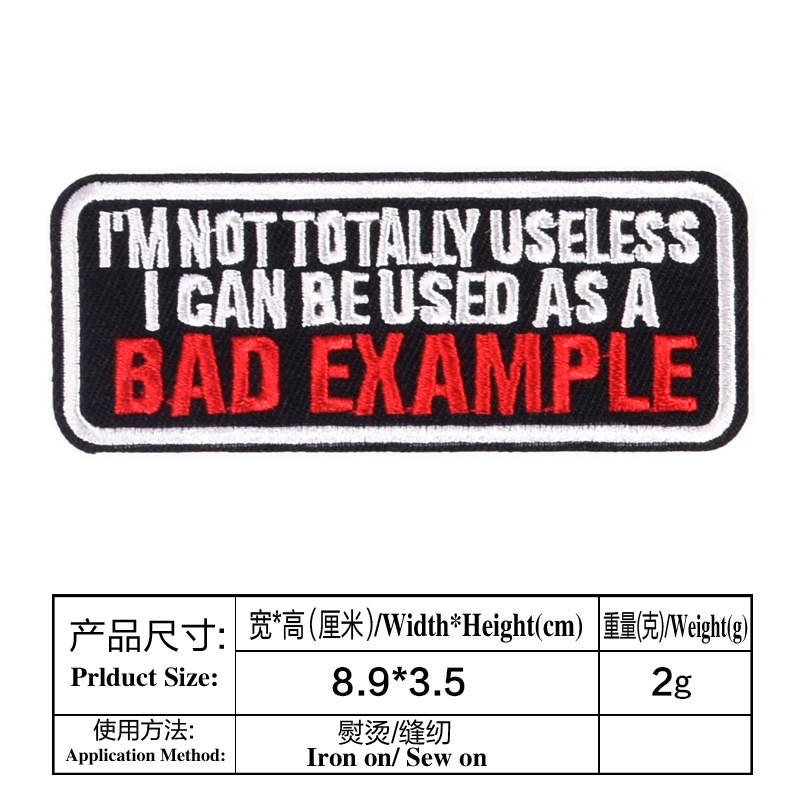 I'M NOT TOTALLY USELESS
I CAN BE USED AS A
BAD EXAMPLE
产品尺寸:
Prlduct Size:
宽*高(厘米)/Width*Height(cm)
重量(克)/Weight(g)
8.9*3.5
2g
使用方法:
Application Method:
熨烫/缝纫
Iron on/ Sew on